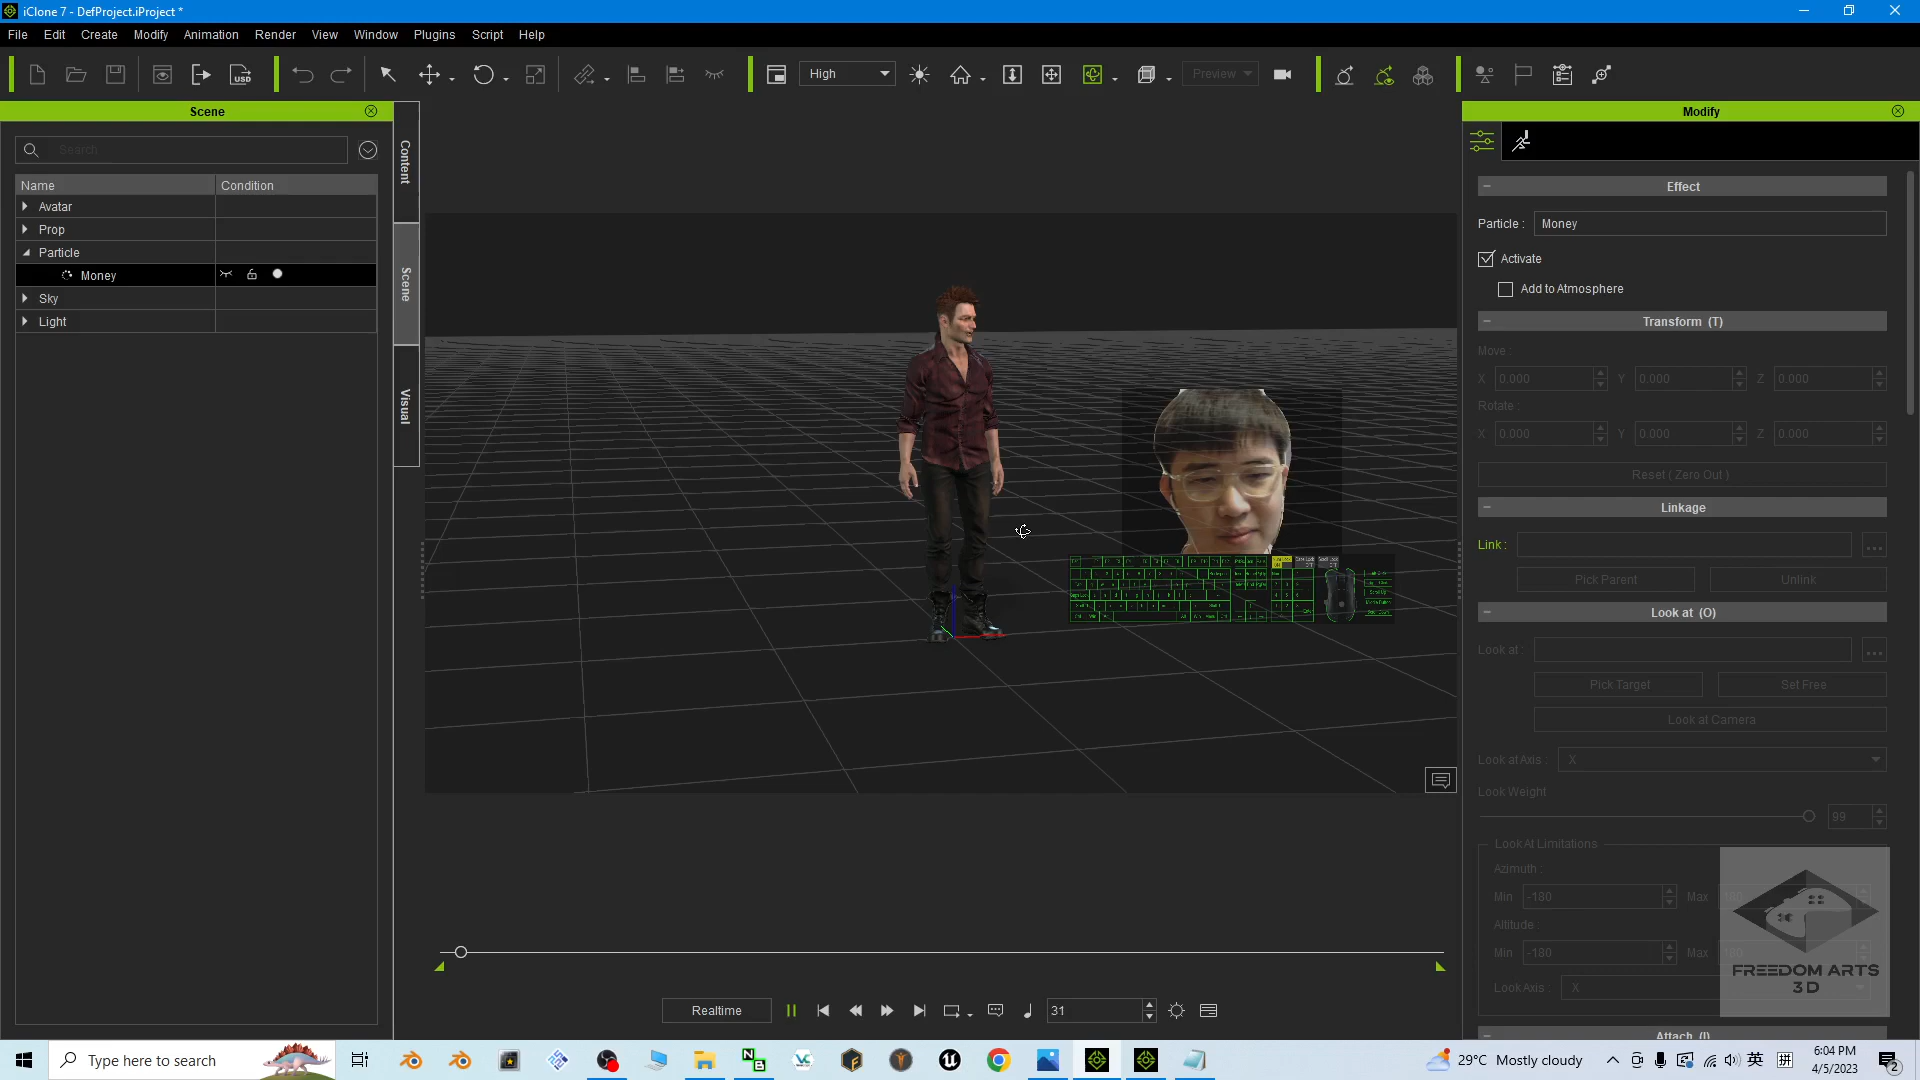 iClone 7 - DefProject.iProject *
File Edit Create Modify Animation Render View Window Plugins Script Help
USD
High
Preview
Scene
Modify
Search
Name Condition
Avatar
Prop
Particle
Money
Sky
Light
Content
Scene
Visual
Effect
Particle : Money
Activate
Add to Atmosphere
Transform (T)
Move :
X 0.000 Y 0.000 Z 0.000
Rotate :
X 0.000 Y 0.000 Z 0.000
Reset ( Zero Out )
Linkage
Link :
Pick Parent Unlink
Look at (O)
Look at :
Pick Target Set Free
Look at Camera
Look at Axis : X
Look Weight
99
Look At Limitations
Azimuth :
Min -180 Max
Altitude :
Min -180 Max
Look Axis : X
FREEDOM ARTS
3D
Attach (I)
Realtime
31
Type here to search
29°C Mostly cloudy
英
拼
6:04 PM
4/5/2023
2